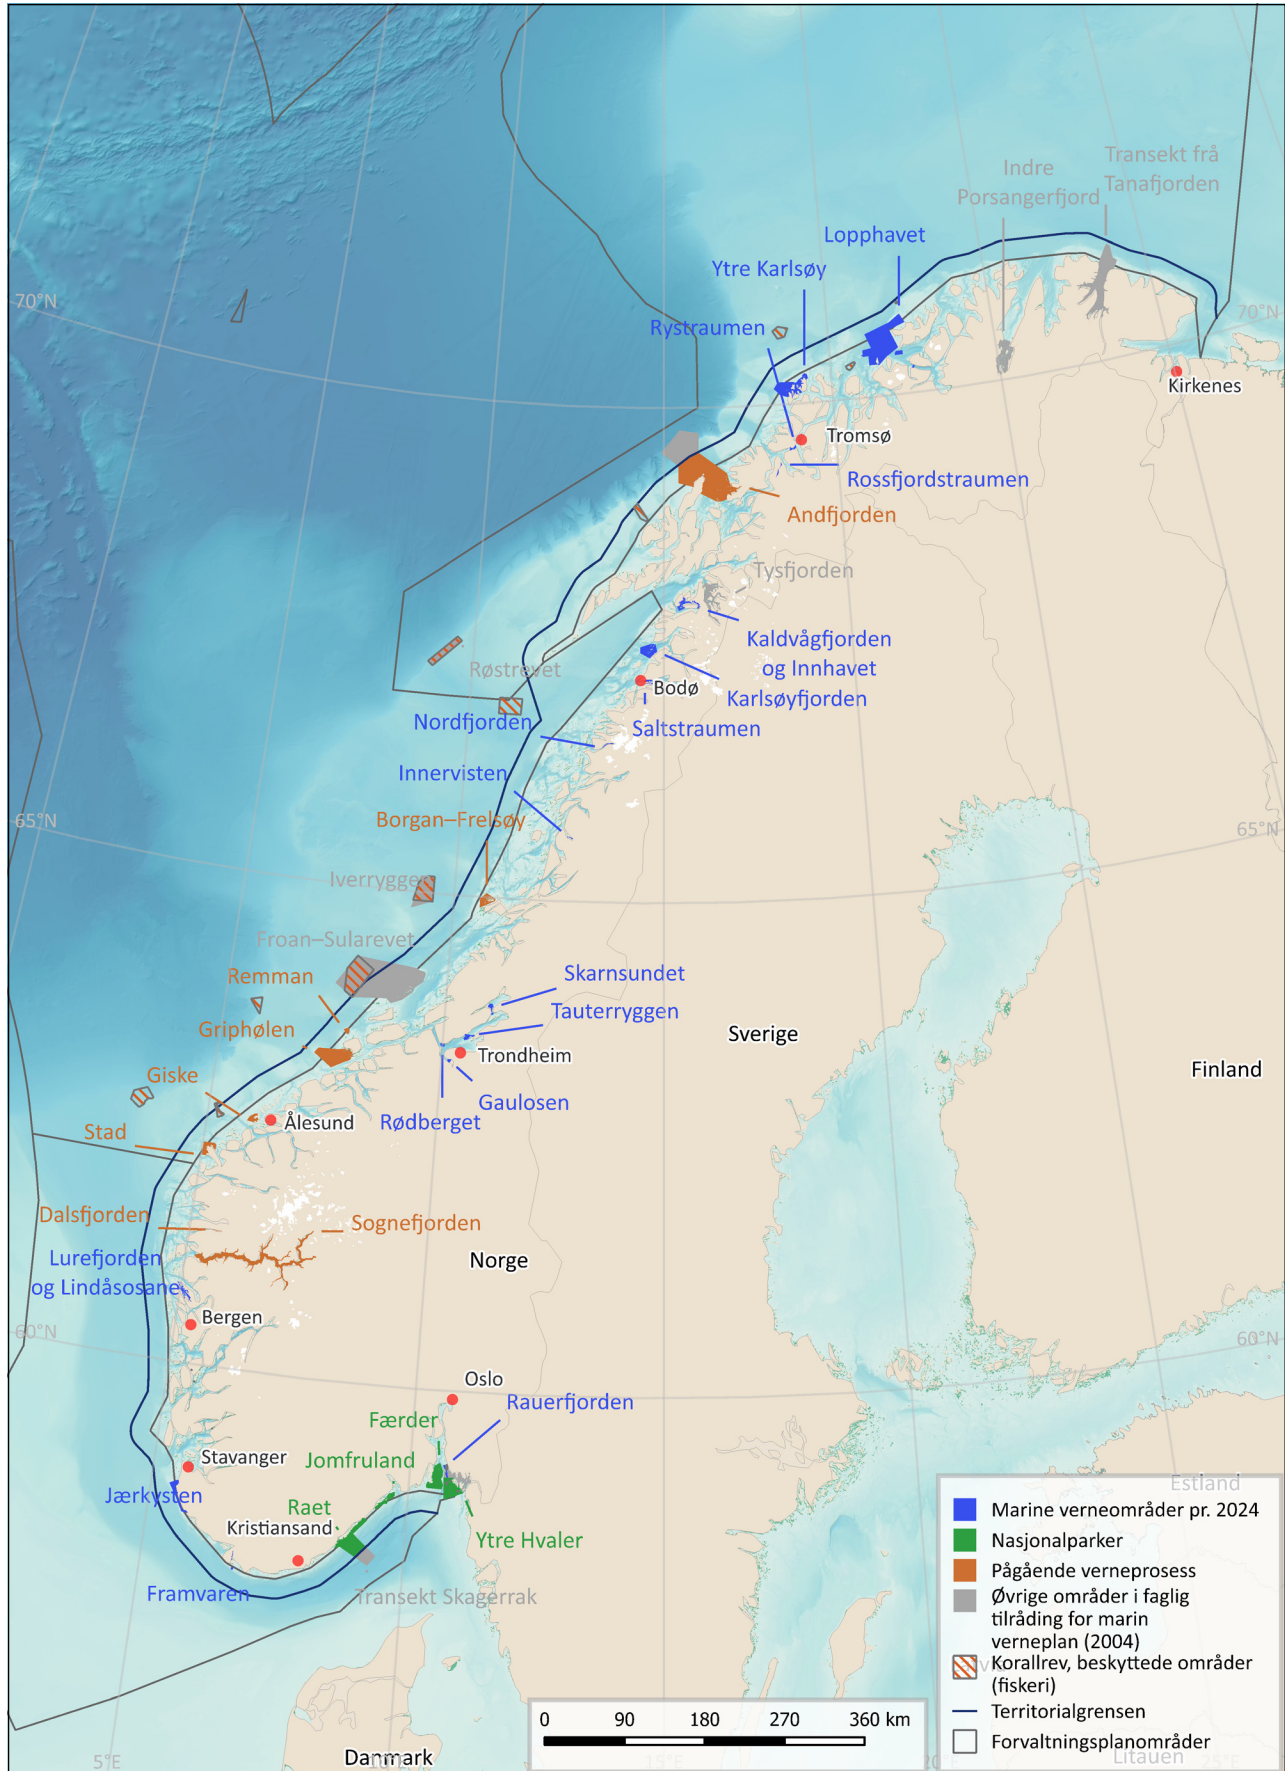 Indre
Porsangerfjord
Transekt frå
Tanafjorden
Lopphavet
Ytre Karlsøy
70°N
70°N
Rystraumen
Kirkenes
Tromsø
Rossfjordstraumen
Andfjorden
Tysfjorden
Kaldvågfjorden
og Innhavet
Røstrevet
Bodø
Karlsøyfjorden
Nordfjorden
Saltstraumen
Innervisten
Borgan–Frelsøy
65°N
65°N
Iverryggen
Froan–Sularevet
Remman
Skarnsundet
Tauterryggen
Griphølen
Sverige
Trondheim
Finland
Giske
Gaulosen
Rødberget
Ålesund
Stad
Dalsfjorden
Sognefjorden
Lurefjorden
og Lindåsosane
Norge
Bergen
60°N
60°N
Oslo
Rauerfjorden
Færder
Jomfruland
Stavanger
Jærkysten
Raet
Kristiansand
Ytre Hvaler
Framvaren
Transekt Skagerrak
Estland
Marine verneområder pr. 2024
Nasjonalparker
Pågående verneprosess
Øvrige områder i faglig
tilråding for marin
verneplan (2004)
Korallrev, beskyttede områder
(fiskeri)
Territorialgrensen
Forvaltningsplanområder
Litauen
0 90 180 270 360 km
Danmark
5°E
10°E
15°E
20°E
25°E